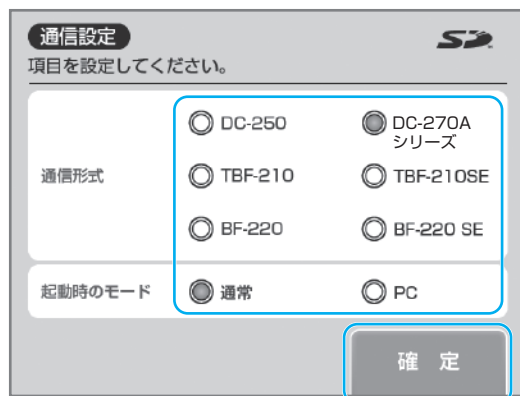 通信設定
SD
項目を設定してください。
通信形式
DC-250
DC-270A
シリーズ
TBF-210
TBF-210SE
BF-220
BF-220 SE
起動時のモード
通常
PC
確 定